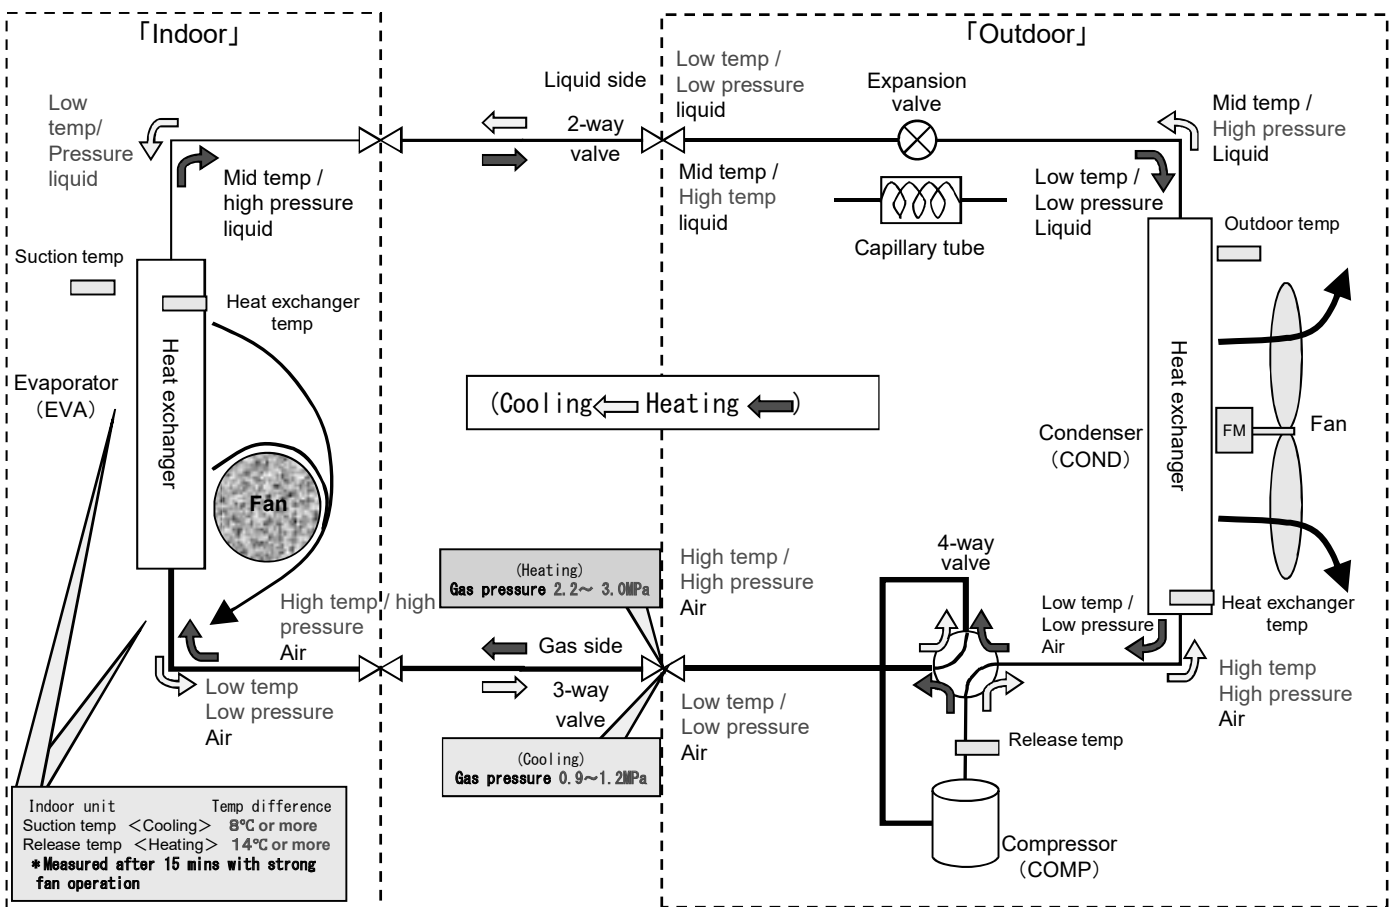 「Indoor」
「Outdoor」
Low
temp/
Pressure
liquid
Mid temp /
high pressure
liquid
Liquid side
2-way
valve
Low temp /
Low pressure
liquid
Mid temp /
High temp
liquid
Expansion
valve
Capillary tube
Mid temp /
High pressure
Liquid
Low temp /
Low pressure
Liquid
Suction temp
Heat exchanger
temp
Outdoor temp
Heat exchanger
Evaporator
（EVA）
Fan
(Cooling Heating )
Condenser
（COND）
Heat exchanger
FM
Fan
(Heating)
Gas pressure 2.2～ 3.0MPa
High temp /
High pressure
Air
4-way
valve
Low temp /
Low pressure
Air
Heat exchanger
temp
High temp / high
pressure
Air
Gas side
3-way
valve
Low temp
Low pressure
Air
Low temp /
Low pressure
Air
High temp
High pressure
Air
(Cooling)
Gas pressure 0.9～1.2MPa
Release temp
Compressor
（COMP）
Indoor unit Temp difference
Suction temp ＜Cooling＞ 8℃ or more
Release temp ＜Heating＞ 14℃ or more
＊Measured after 15 mins with strong
fan operation